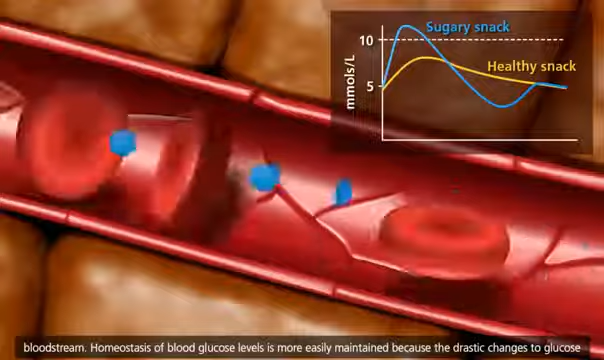 Sugary snack
10
Healthy snack
mmols/L
5
bloodstream. Homeostasis of blood glucose levels is more easily maintained because the drastic changes to glucose